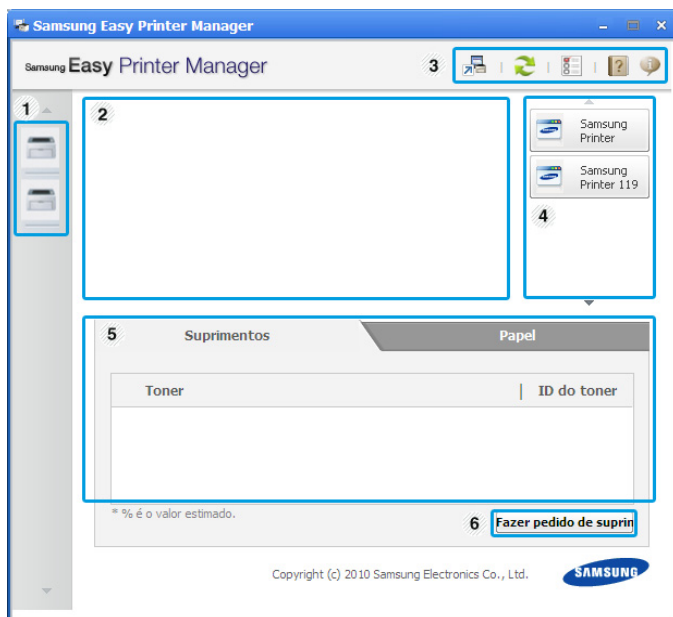 Samsung Easy Printer Manager
Samsung Easy Printer Manager
3
1
2
Samsung
Printer
Samsung
Printer 119
4
5
Suprimentos
Papel
Toner
ID do toner
* % é o valor estimado.
6
Fazer pedido de suprin
Copyright (c) 2010 Samsung Electronics Co., Ltd.
SAMSUNG